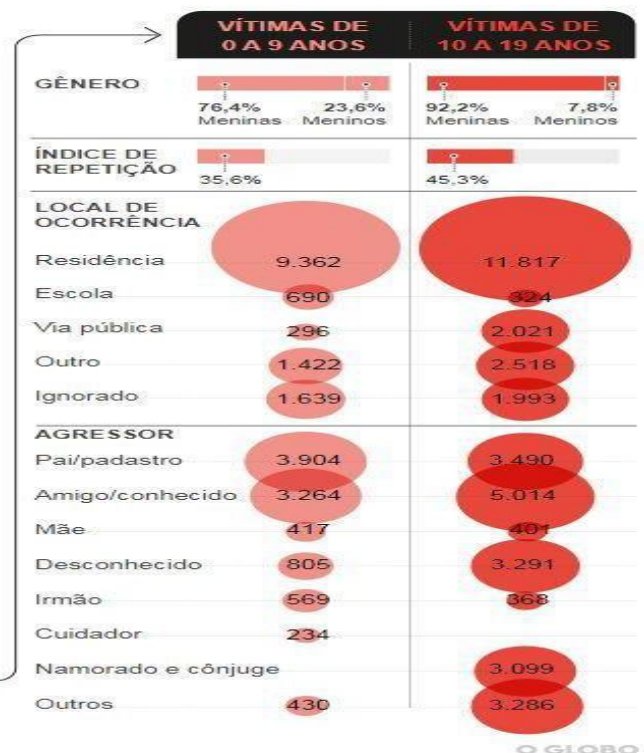 VÍTIMAS DE
0 A 9 ANOS
VÍTIMAS DE
10 A 19 ANOS
GÊNERO
76,4%
Meninas
23,6%
Meninos
92,2%
Meninas
7,8%
Meninos
ÍNDICE DE
REPETIÇÃO
35,6%
45,3%
LOCAL DE
OCORRÊNCIA
Residência 9.362 11.817
Escola 690 324
Via pública 296 2.021
Outro 1.422 2.518
Ignorado 1.639 1.993
AGRESSOR
Pai/padastro 3.904 3.490
Amigo/conhecido 3.264 5.014
Mãe 417 401
Desconhecido 805 3.291
Irmão 569 368
Cuidador 234
Namorado e cônjuge 3.099
Outros 430 3.286
O GLOBO